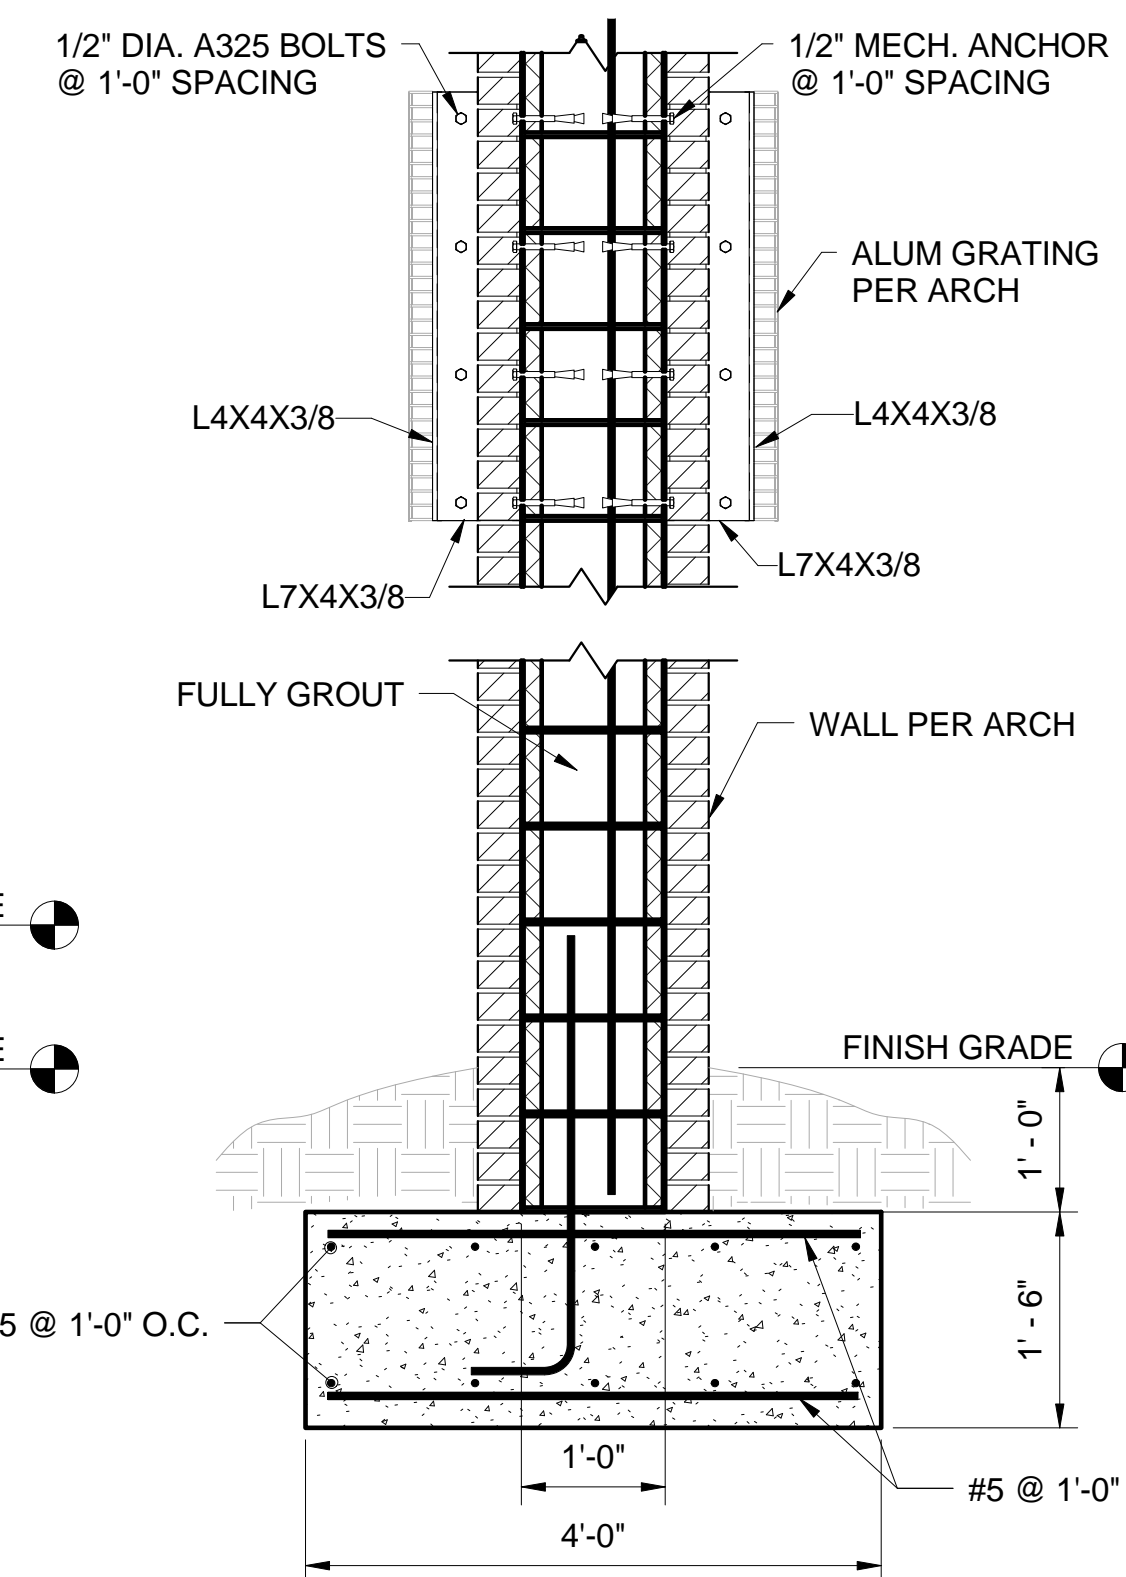 1/2" DIA. A325 BOLTS
@ 1'-0" SPACING
1/2" MECH. ANCHOR
@ 1'-0" SPACING
ALUM GRATING
PER ARCH
L4X4X3/8
L4X4X3/8
L7X4X3/8
L7X4X3/8
FULLY GROUT
WALL PER ARCH
E
FINISH GRADE
E
1' - 0"
1' - 6"
5 @ 1'-0" O.C.
1'-0"
#5 @ 1'-0"
4'-0"